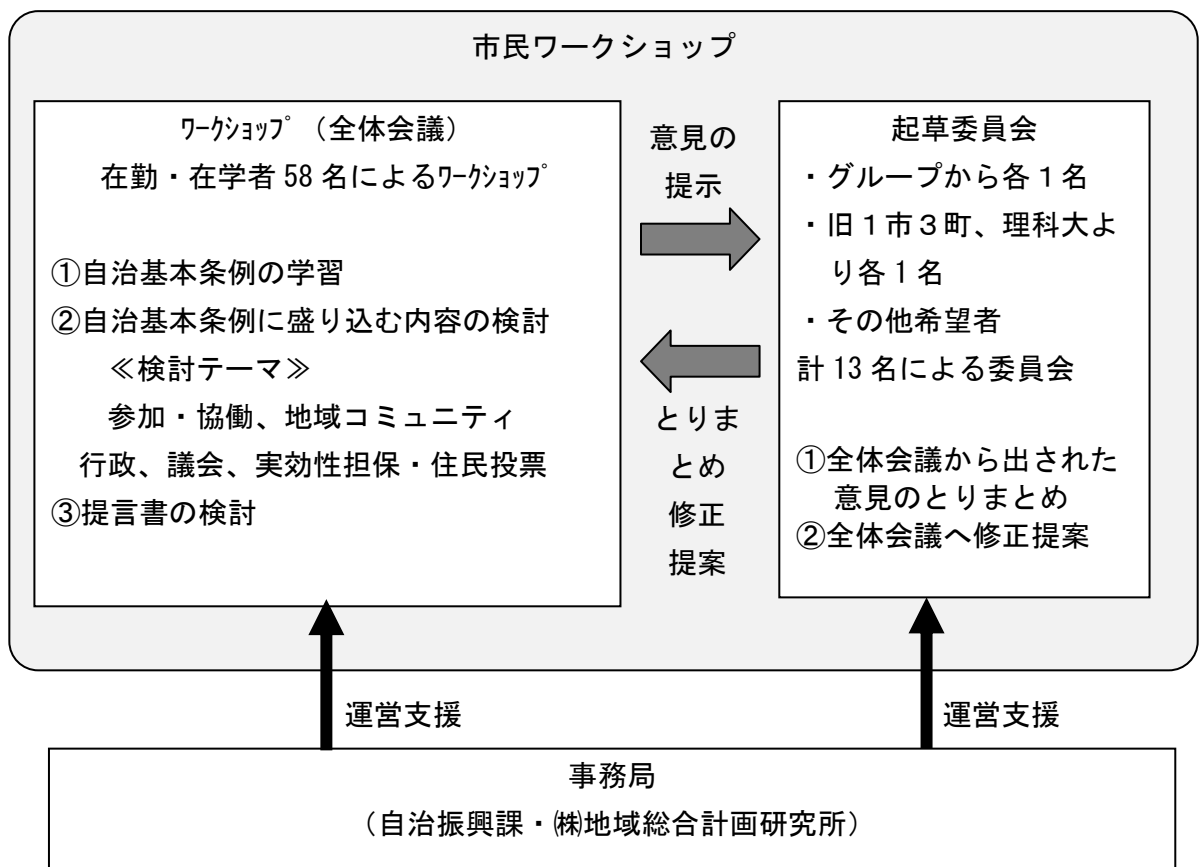 市民ワークショップ
ﾜｰｸｼｮｯﾌﾟ（全体会議）
在勤・在学者 58 名によるﾜｰｸｼｮｯﾌﾟ
①自治基本条例の学習
②自治基本条例に盛り込む内容の検討
≪検討テーマ≫
参加・協働、地域コミュニティ
行政、議会、実効性担保・住民投票
③提言書の検討
意見の
提示
とりま
とめ
修正
提案
起草委員会
・グループから各１名
・旧１市３町、理科大よ
り各１名
・その他希望者
計 13 名による委員会
①全体会議から出された
意見のとりまとめ
②全体会議へ修正提案
運営支援
運営支援
事務局
（自治振興課・㈱地域総合計画研究所）